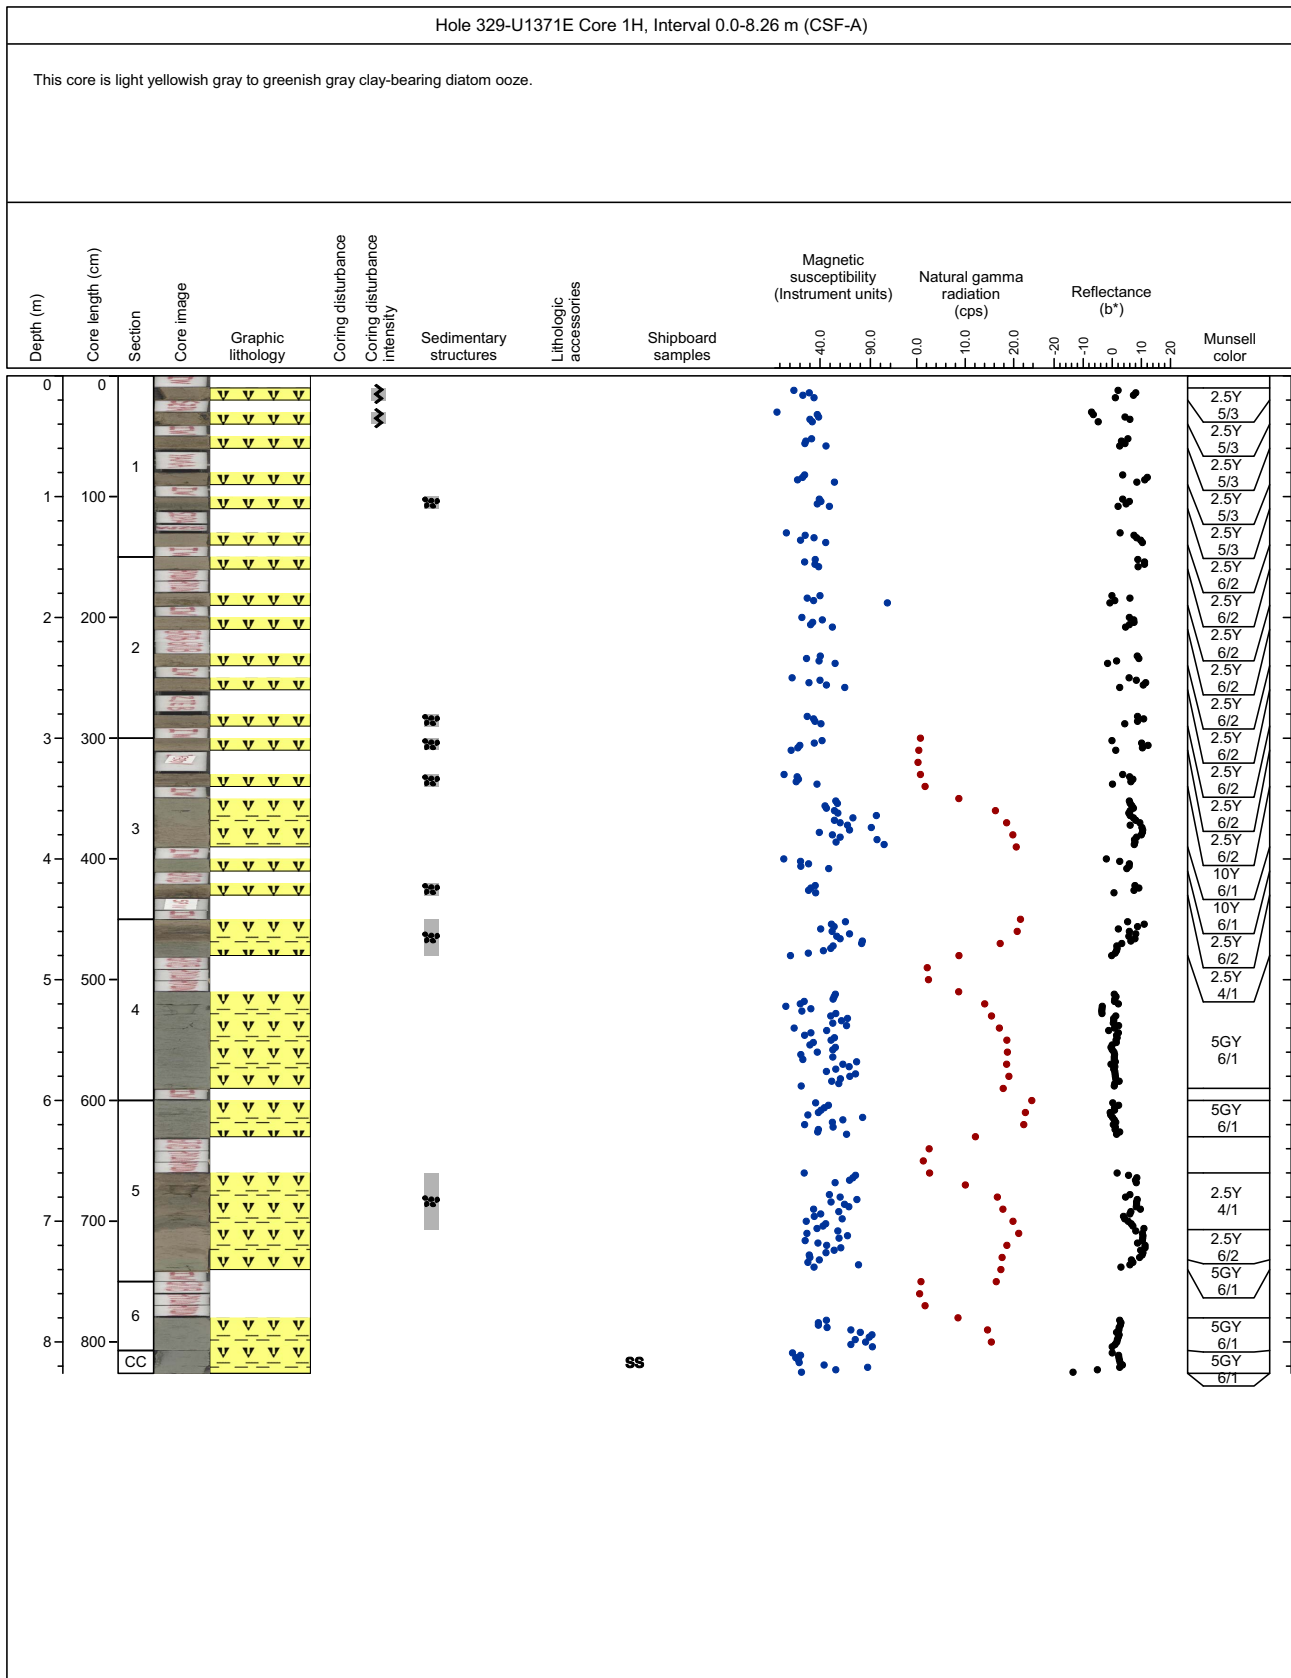 Hole 329-U1371E Core 1H, Interval 0.0-8.26 m (CSF-A)
This core is light yellowish gray to greenish gray clay-bearing diatom ooze.
Depth (m)
Core length (cm)
Section
Core image
Graphic
lithology
Coring disturbance
Coring disturbance
intensity
Sedimentary
structures
Lithologic
accessories
Shipboard
samples
Magnetic
susceptibility
(Instrument units)
40.0
90.0
Natural gamma
radiation
(cps)
0.0
10.0
20.0
Reflectance
(b*)
-20
-10
0
10
20
Munsell
color
0
1
2
3
4
5
6
7
8
0
100
200
300
400
500
600
700
800
1
2
3
4
5
6
CC
SS
2.5Y
5/3
2.5Y
5/3
2.5Y
5/3
2.5Y
5/3
2.5Y
5/3
2.5Y
6/2
2.5Y
6/2
2.5Y
6/2
2.5Y
6/2
2.5Y
6/2
2.5Y
6/2
2.5Y
6/2
2.5Y
6/2
2.5Y
6/2
10Y
6/1
10Y
6/1
2.5Y
6/2
2.5Y
4/1
5GY
6/1
5GY
6/1
2.5Y
4/1
2.5Y
6/2
5GY
6/1
5GY
6/1
5GY
6/1